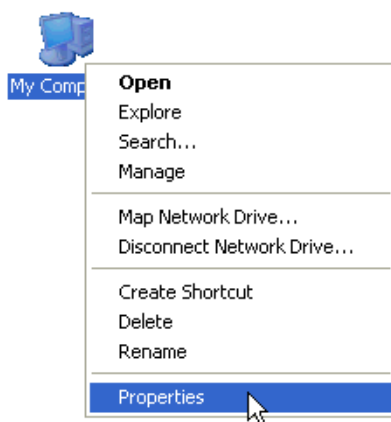 My Comp
Open
Explore
Search...
Manage
Map Network Drive...
Disconnect Network Drive...
Create Shortcut
Delete
Rename
Properties